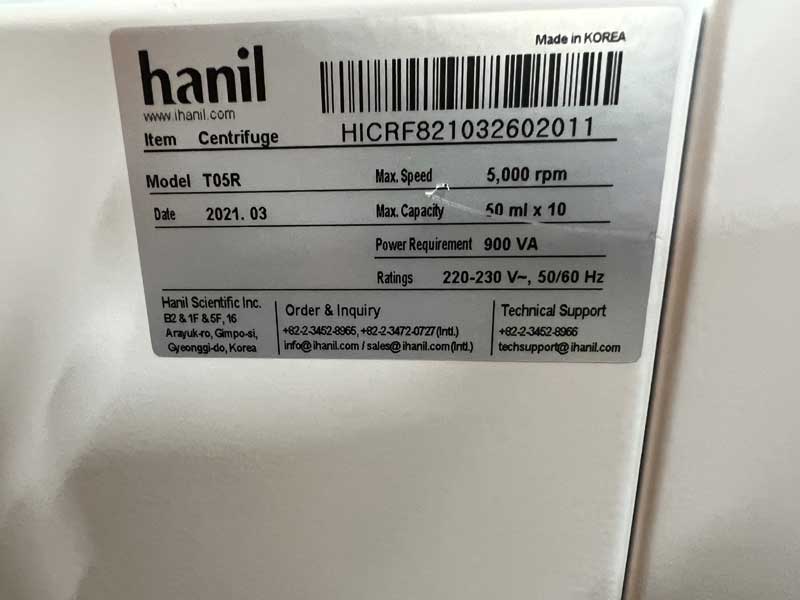 Made in KOREA
hanil
www.ihanil.com
HICRF821032602011
Item Centrifuge
Model T05R
Max. Speed 5,000 rpm
Date 2021. 03
Max. Capacity 50 ml x 10
Power Requirement 900 VA
Ratings 220-230 V~, 50/60 Hz
Hanil Scientific Inc.
B2 & 1F & 5F, 16
Arayuk-ro, Gimpo-si,
Gyeonggi-do, Korea
Order & Inquiry
+82-2-3452-8965, +82-2-3472-0727(Intl.)
info@ihanil.com / sales@ihanil.com(Intl.)
Technical Support
+82-2-3452-8966
techsupport@ihanil.com